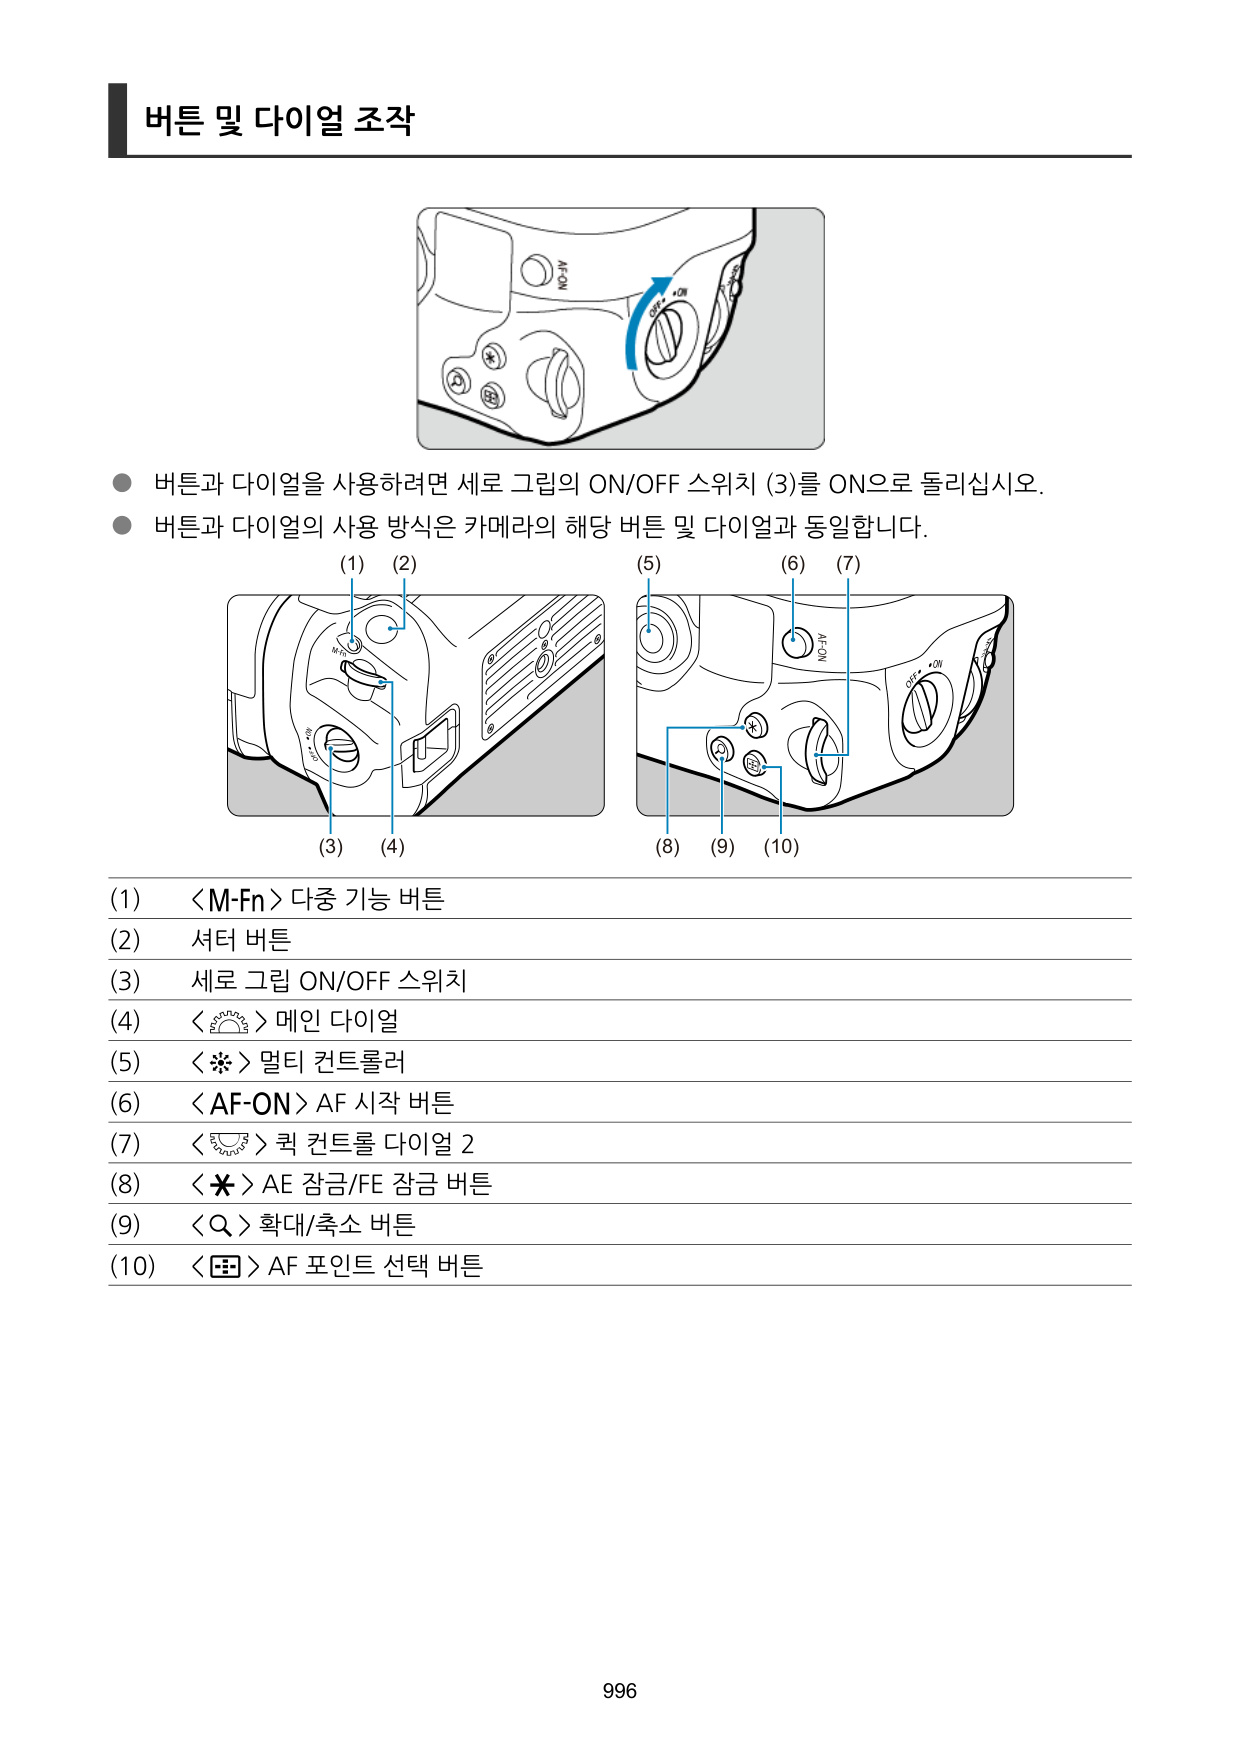 버튼 및 다이얼 조작
AF-ON
OFF ON
● 버튼과 다이얼을 사용하려면 세로 그립의 ON/OFF 스위치 (3)를 ON으로 돌리십시오.
● 버튼과 다이얼의 사용 방식은 카메라의 해당 버튼 및 다이얼과 동일합니다.
(1) (2) (5) (6) (7)
M-Fn
AF-ON
OFF ON
ON OFF
(3) (4) (8) (9) (10)
(1) <M-Fn> 다중 기능 버튼
(2) 셔터 버튼
(3) 세로 그립 ON/OFF 스위치
(4) < > 메인 다이얼
(5) < > 멀티 컨트롤러
(6) <AF-ON> AF 시작 버튼
(7) < > 퀵 컨트롤 다이얼 2
(8) <*> AE 잠금/FE 잠금 버튼
(9) < > 확대/축소 버튼
(10) < > AF 포인트 선택 버튼
996